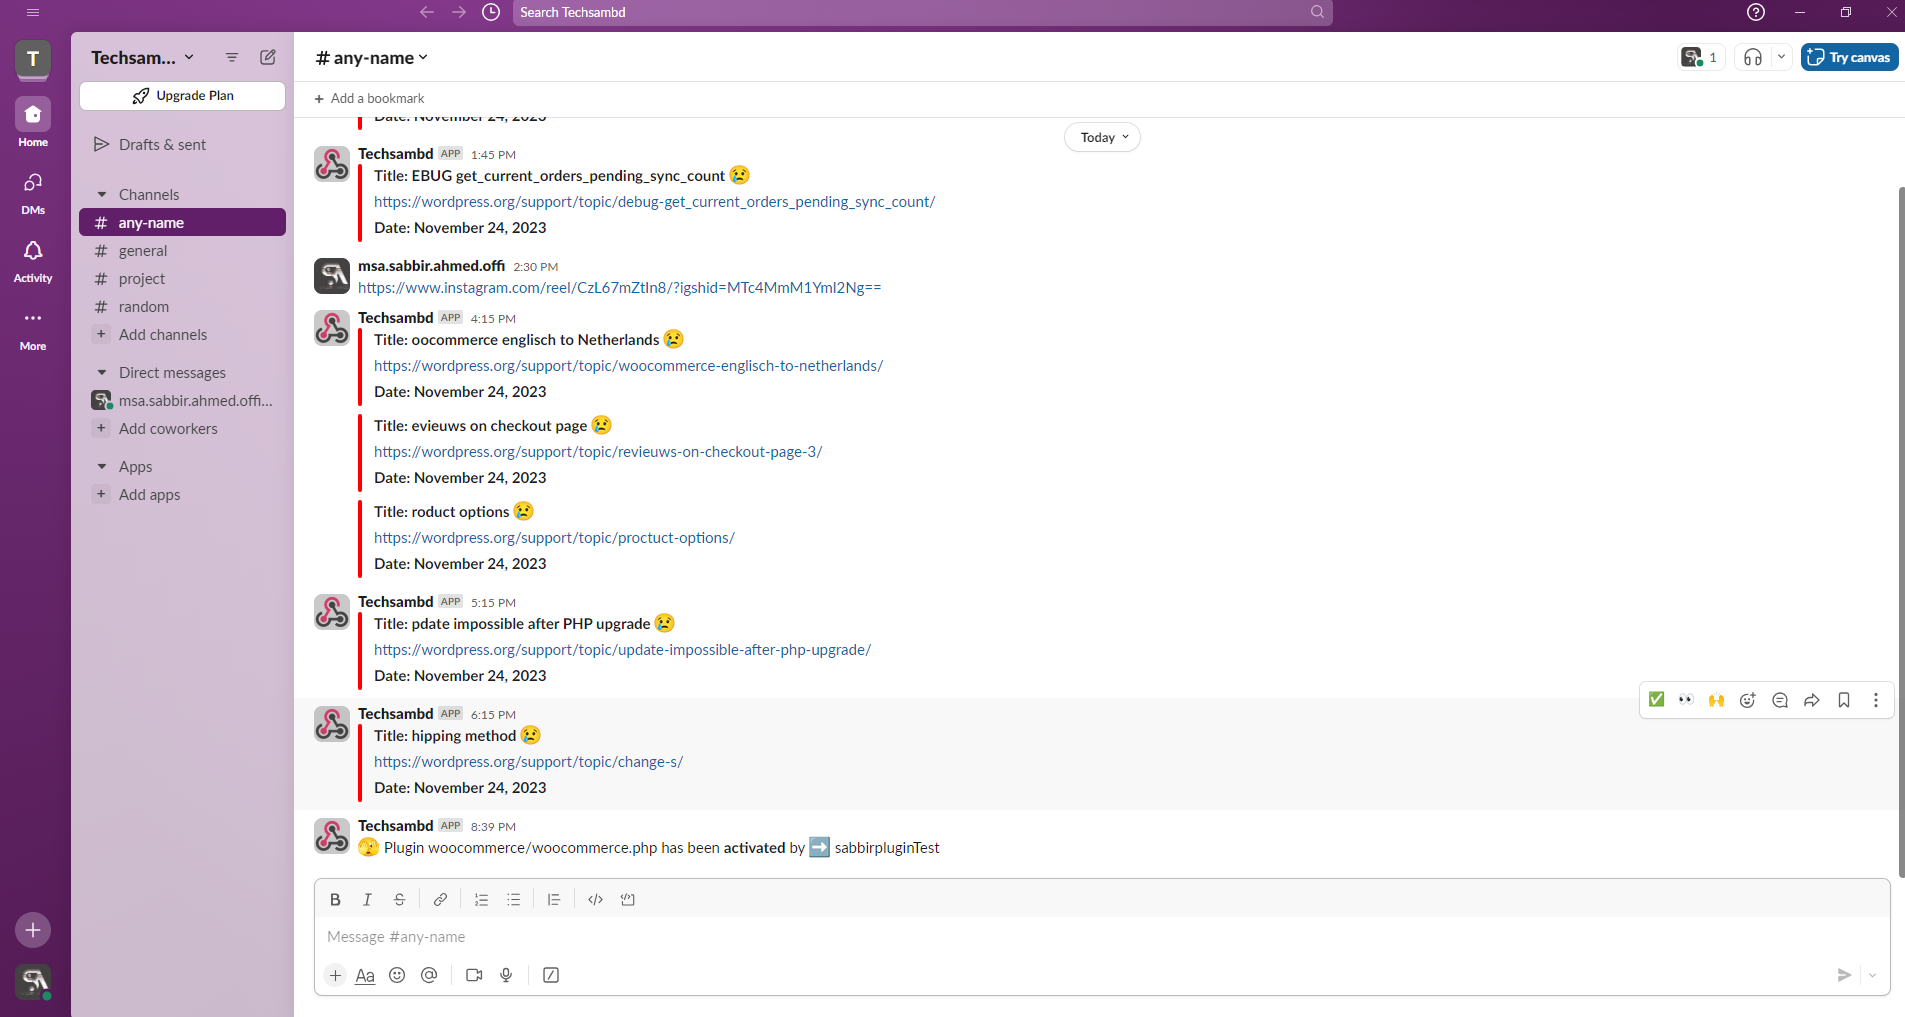 Search Techsambd
T
Techsam...
Upgrade Plan
Home
DMs
Activity
More
Drafts & sent
Channels
# any-name
# general
# project
# random
+ Add channels
Direct messages
msa.sabbir.ahmed.offi...
+ Add coworkers
Apps
+ Add apps
# any-name
1
Try canvas
+ Add a bookmark
Date: November 24, 2023
Today
Techsambd APP 1:45 PM
Title: EBUG get_current_orders_pending_sync_count 😢
https://wordpress.org/support/topic/debug-get_current_orders_pending_sync_count/
Date: November 24, 2023
msa.sabbir.ahmed.offi 2:30 PM
https://www.instagram.com/reel/CzL67mZtIn8/?igshid=MTc4MmM1YmI2Ng==
Techsambd APP 4:15 PM
Title: oocommerce englisch to Netherlands 😢
https://wordpress.org/support/topic/woocommerce-englisch-to-netherlands/
Date: November 24, 2023
Title: evieuws on checkout page 😢
https://wordpress.org/support/topic/revieuws-on-checkout-page-3/
Date: November 24, 2023
Title: roduct options 😢
https://wordpress.org/support/topic/proctuct-options/
Date: November 24, 2023
Techsambd APP 5:15 PM
Title: pdate impossible after PHP upgrade 😢
https://wordpress.org/support/topic/update-impossible-after-php-upgrade/
Date: November 24, 2023
Techsambd APP 6:15 PM
Title: hipping method 😢
https://wordpress.org/support/topic/change-s/
Date: November 24, 2023
Techsambd APP 8:39 PM
🫣 Plugin woocommerce/woocommerce.php has been activated by ➡️ sabbirpluginTest
B I S
Message #any-name
+ Aa @